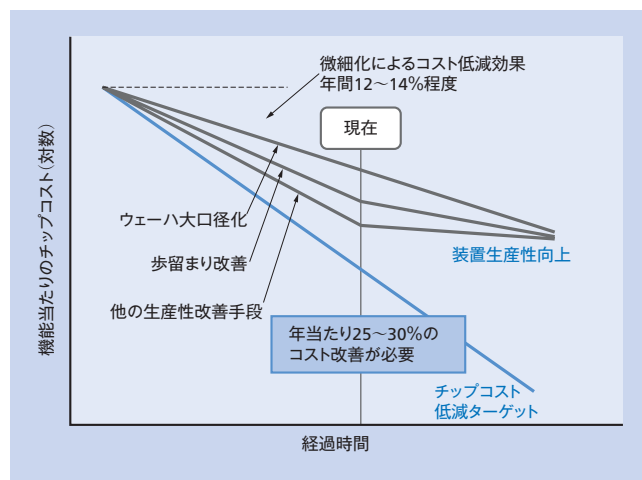 微細化によるコスト低減効果
年間12～14%程度
現在
機能当たりのチップコスト(対数)
ウェーハ大口径化
歩留まり改善
他の生産性改善手段
装置生産性向上
年当たり25～30%の
コスト改善が必要
チップコスト
低減ターゲット
経過時間